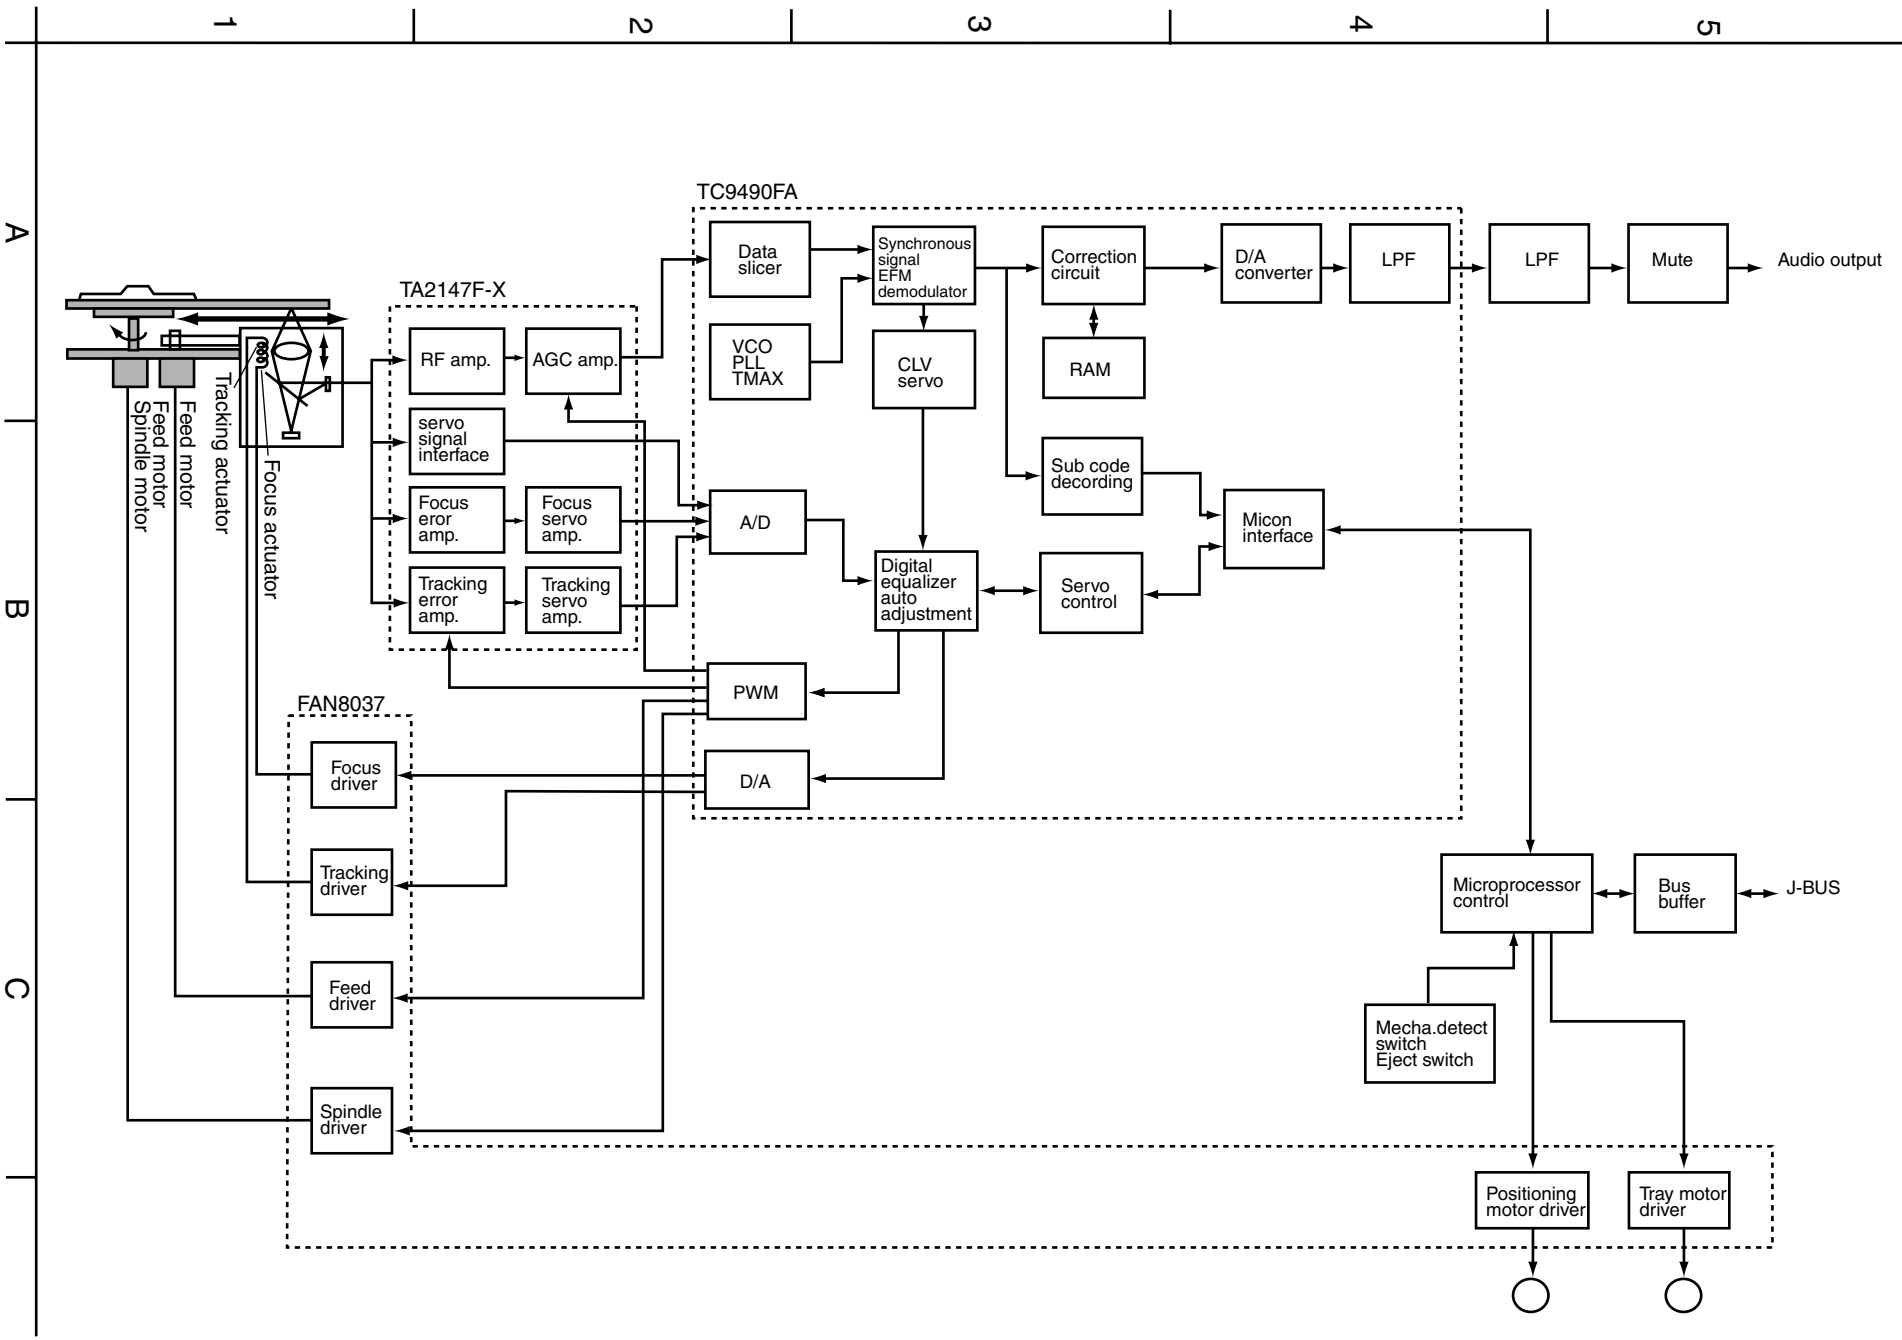 1
2
3
4
5
A
B
C
TC9490FA
Data
slicer
Synchronous
signal
EFM
demodulator
Correction
circuit
D/A
converter
LPF
LPF
Mute
Audio output
TA2147F-X
RF amp.
AGC amp.
VCO
PLL
TMAX
CLV
servo
RAM
servo
signal
interface
Sub code
decording
Focus
eror
amp.
Focus
servo
amp.
A/D
Micon
interface
Tracking
error
amp.
Tracking
servo
amp.
Digital
equalizer
auto
adjustment
Servo
control
Spindle motor
Feed motor
Feed motor
Tracking actuator
Focus actuator
PWM
FAN8037
Focus
driver
D/A
Tracking
driver
Microprocessor
control
Bus
buffer
J-BUS
Feed
driver
Mecha.detect
switch
Eject switch
Spindle
driver
Positioning
motor driver
Tray motor
driver